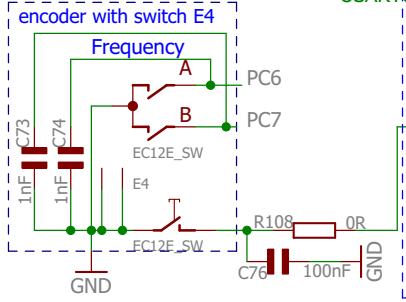 encoder with switch E4
Frequency
A
PC6
B
PC7
C73
C74
EC12E_SW
1nF
1nF
E4
EC12E_SW
R108
0R
C76
100nF
GND
GND